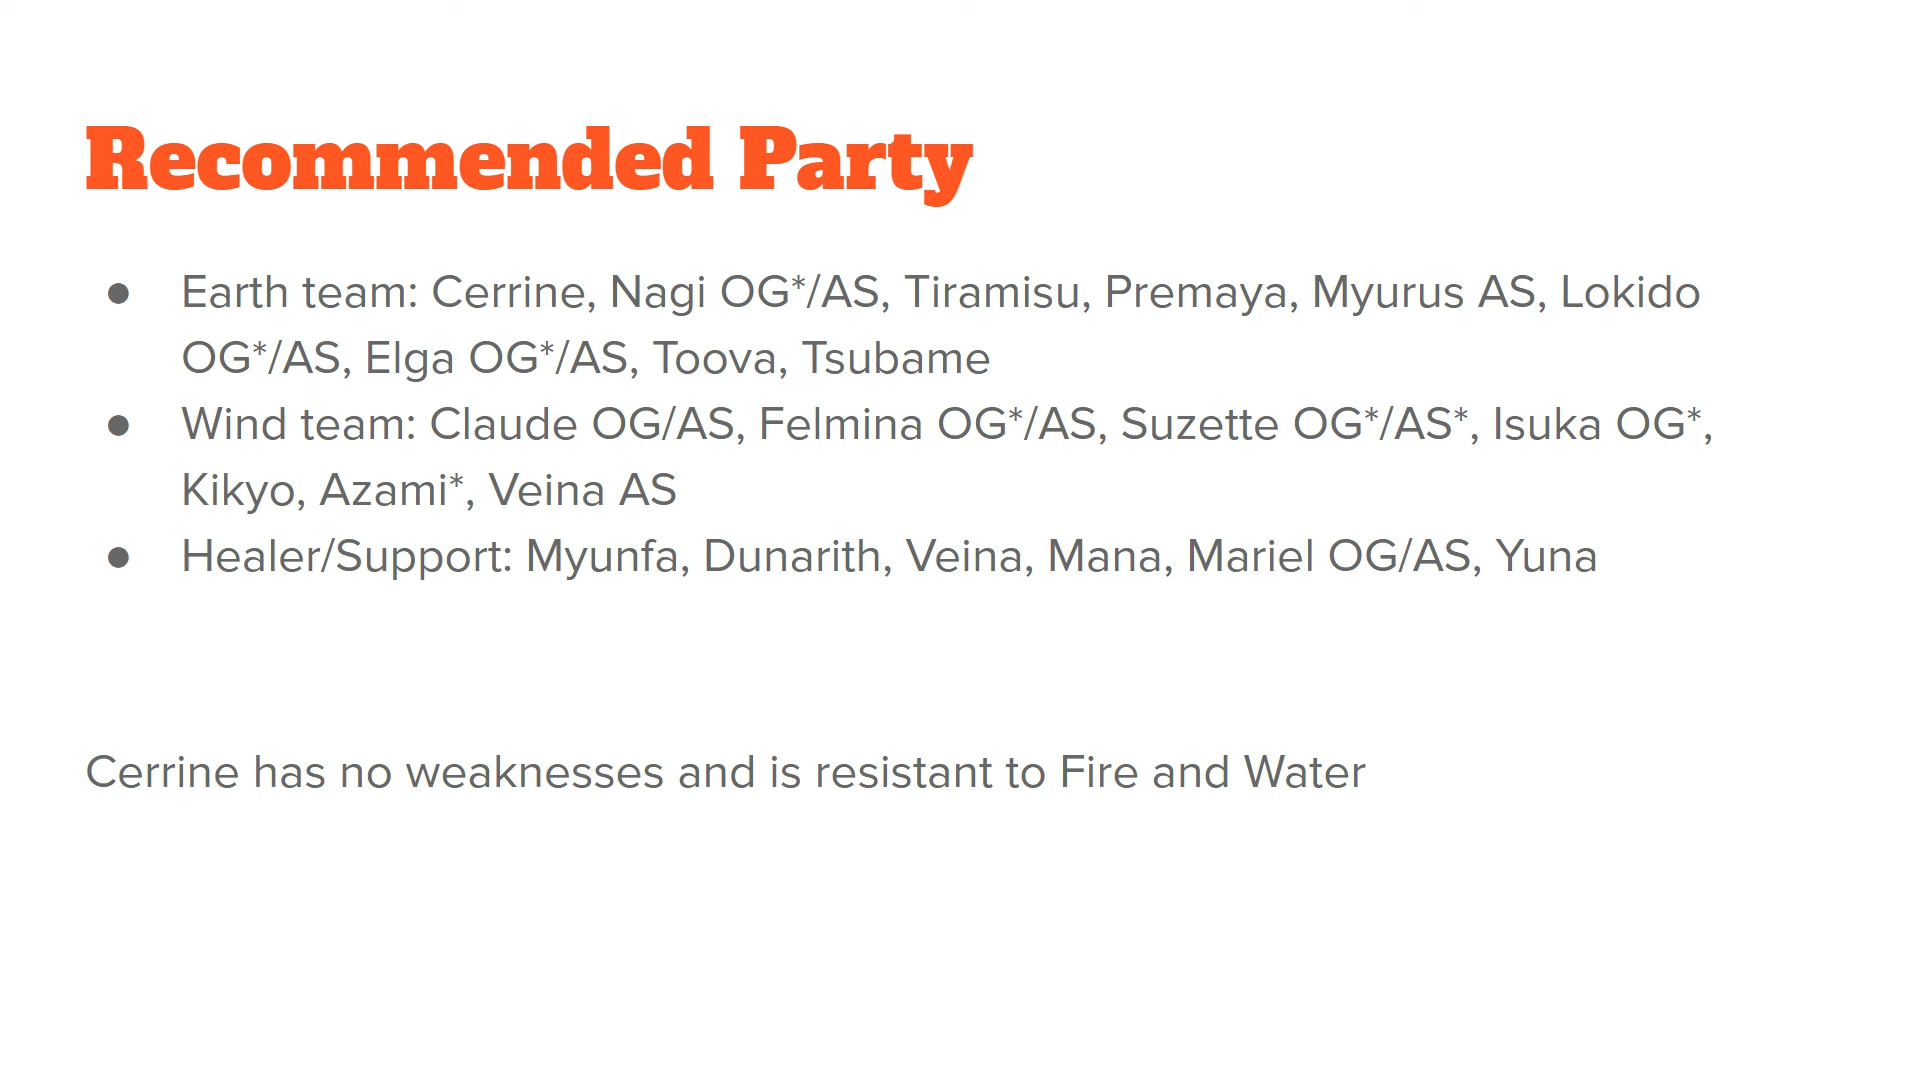 Recommended Party
● Earth team: Cerrine, Nagi OG*/AS, Tiramisu, Premaya, Myurus AS, Lokido
OG*/AS, Elga OG*/AS, Toova, Tsubame
● Wind team: Claude OG/AS, Felmina OG*/AS, Suzette OG*/AS*, Isuka OG*,
Kikyo, Azami*, Veina AS
● Healer/Support: Myunfa, Dunarith, Veina, Mana, Mariel OG/AS, Yuna
Cerrine has no weaknesses and is resistant to Fire and Water